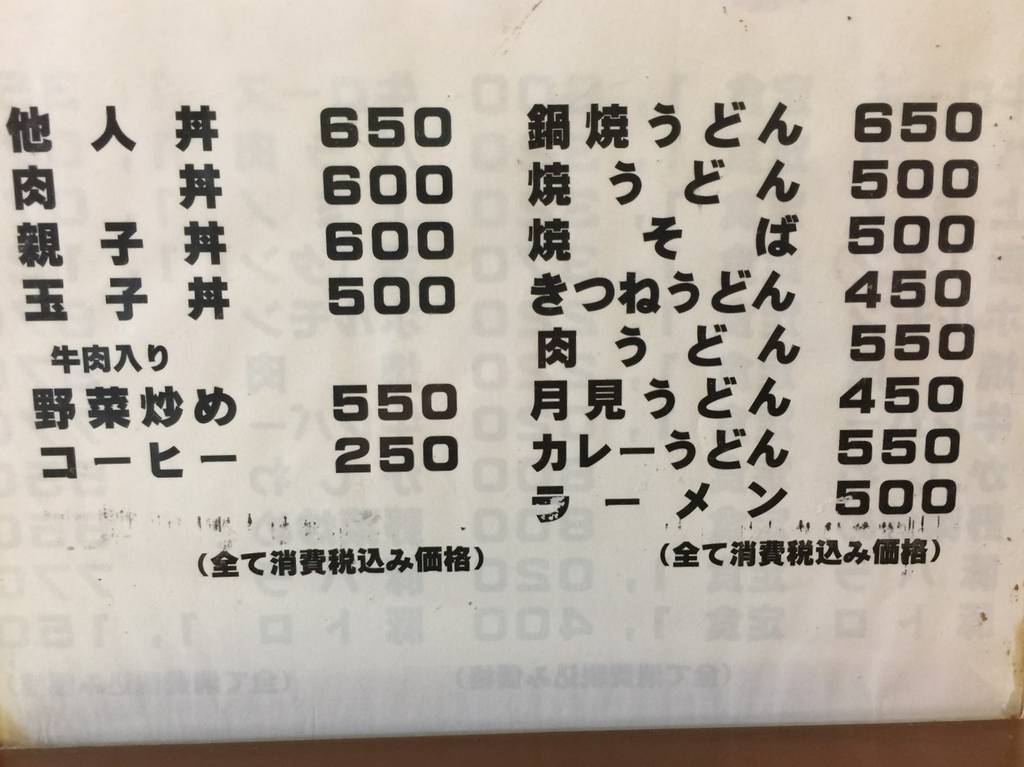 他人丼 650
肉丼 600
親子丼 600
玉子丼 500
牛肉入り
野菜炒め 550
コーヒー 250
(全て消費税込み価格)
鍋焼うどん 650
焼うどん 500
焼そば 500
きつねうどん 450
肉うどん 550
月見うどん 450
カレーうどん 550
ラーメン 500
(全て消費税込み価格)